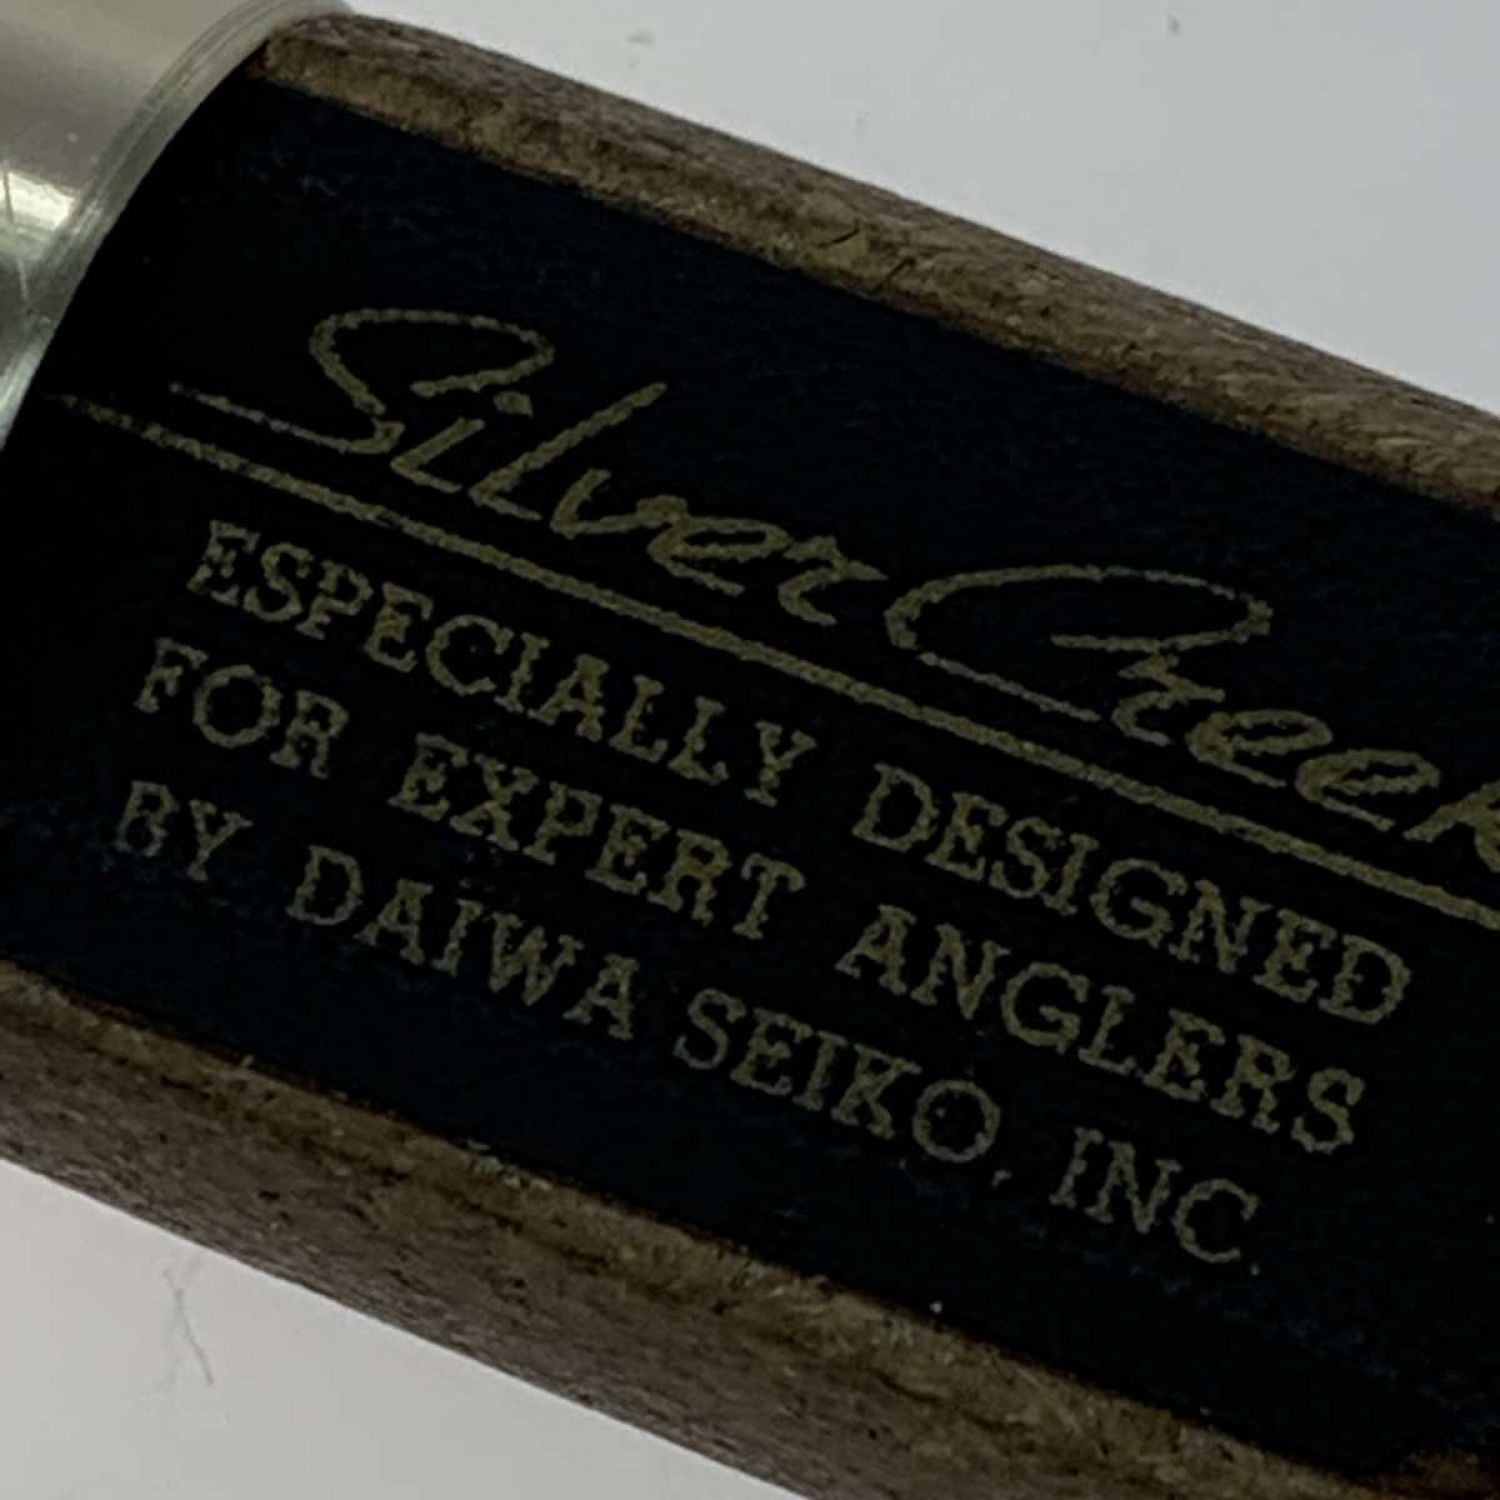 Silver Creek
ESPECIALLY DESIGNED
FOR EXPERT ANGLERS
BY DAIWA SEIKO, INC.